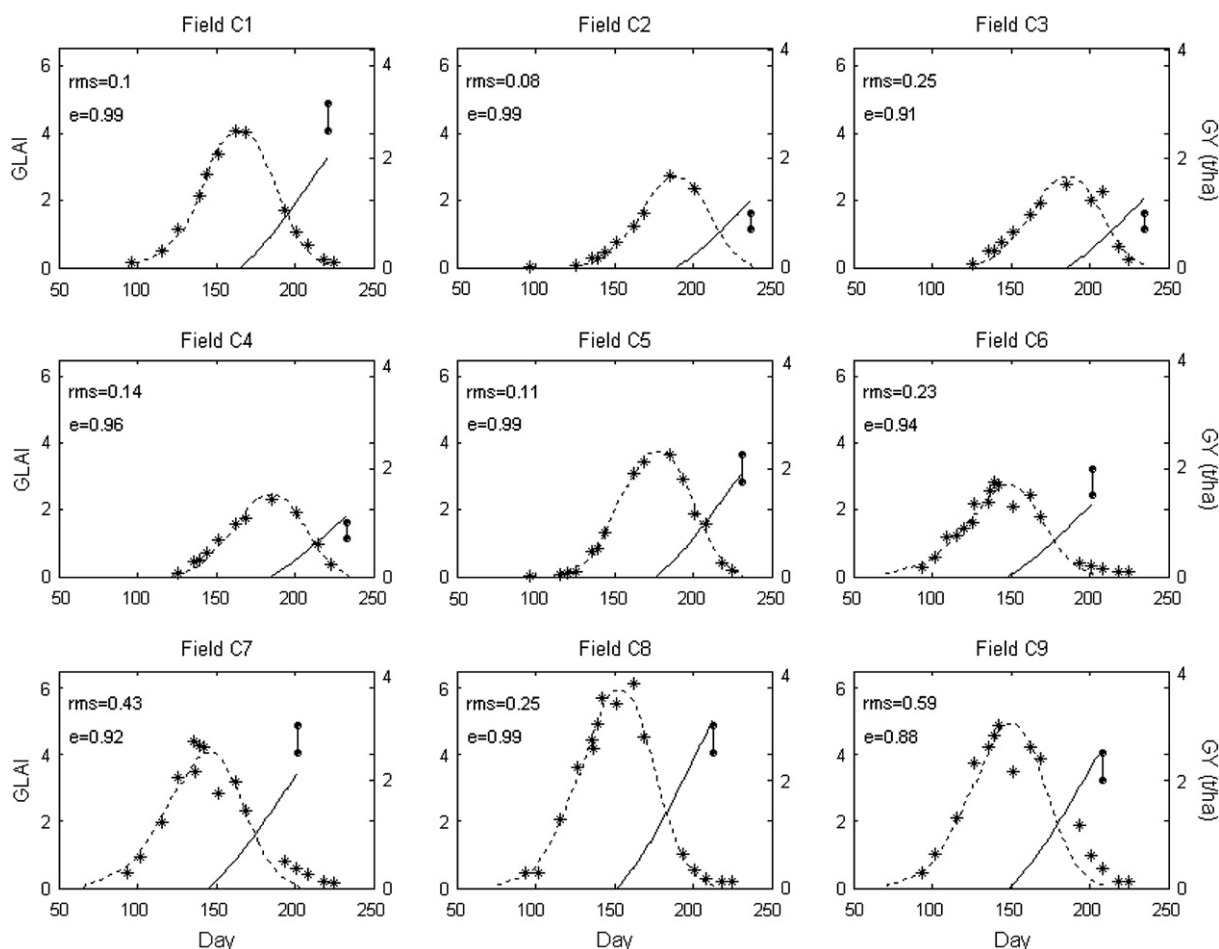 Field C1
Field C2
Field C3
6
4
2
0
GLAI
rms=0.1
e=0.99
4
2
0
50 100 150 200 250
6
4
2
0
rms=0.08
e=0.99
4
2
0
50 100 150 200 250
6
4
2
0
rms=0.25
e=0.91
4
2
0
GY (t/ha)
50 100 150 200 250
Field C4
Field C5
Field C6
6
4
2
0
GLAI
rms=0.14
e=0.96
4
2
0
50 100 150 200 250
6
4
2
0
rms=0.11
e=0.99
4
2
0
50 100 150 200 250
6
4
2
0
rms=0.23
e=0.94
4
2
0
GY (t/ha)
50 100 150 200 250
Field C7
Field C8
Field C9
6
4
2
0
GLAI
rms=0.43
e=0.92
4
2
0
50 100 150 200 250
Day
6
4
2
0
rms=0.25
e=0.99
4
2
0
50 100 150 200 250
Day
6
4
2
0
rms=0.59
e=0.88
4
2
0
GY (t/ha)
50 100 150 200 250
Day